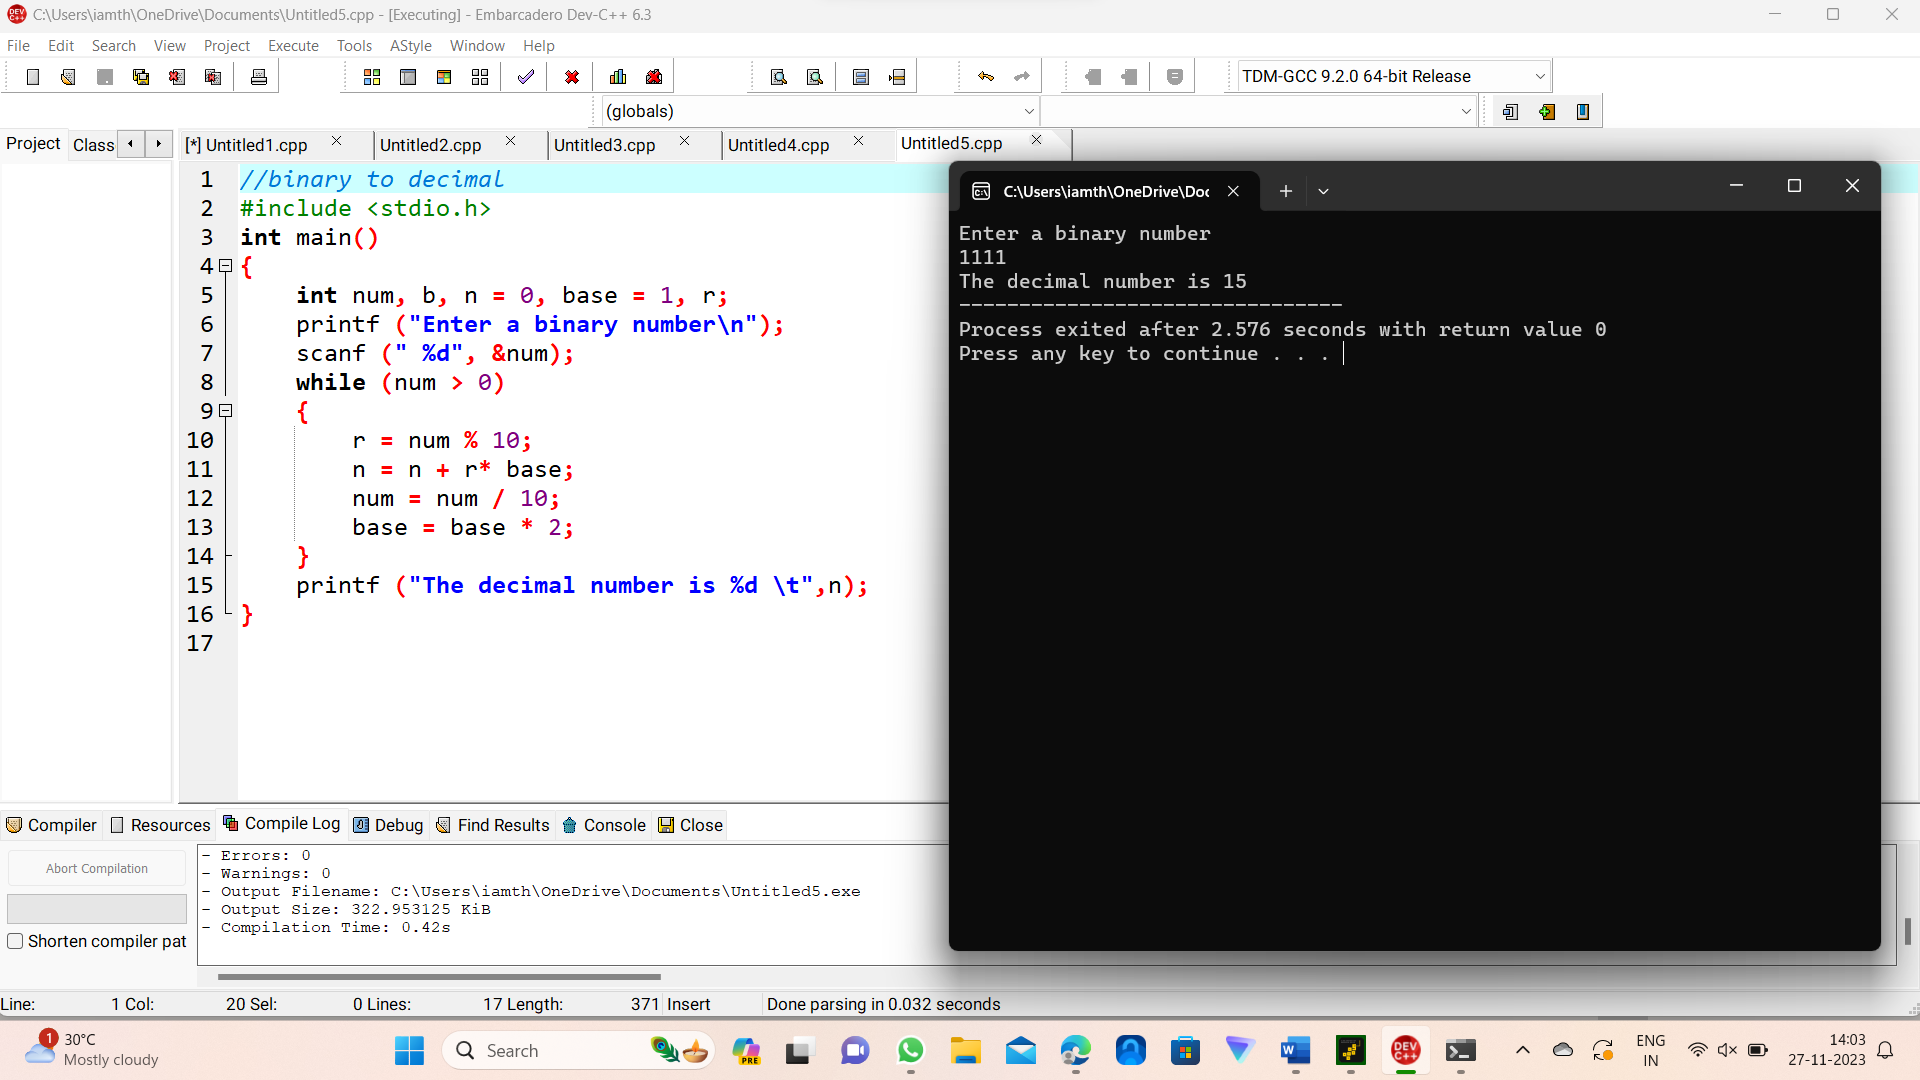 C:\Users\iamth\OneDrive\Documents\Untitled5.cpp - [Executing] - Embarcadero Dev-C++ 6.3
File Edit Search View Project Execute Tools AStyle Window Help
TDM-GCC 9.2.0 64-bit Release
(globals)
Project Class [*] Untitled1.cpp Untitled2.cpp Untitled3.cpp Untitled4.cpp Untitled5.cpp
1 //binary to decimal
2 #include <stdio.h>
3 int main()
4 {
5 int num, b, n = 0, base = 1, r;
6 printf ("Enter a binary number\n");
7 scanf (" %d", &num);
8 while (num > 0)
9 {
10 r = num % 10;
11 n = n + r* base;
12 num = num / 10;
13 base = base * 2;
14 }
15 printf ("The decimal number is %d \t",n);
16 }
17
C:\Users\iamth\OneDrive\Doc
Enter a binary number
1111
The decimal number is 15
--------------------------------
Process exited after 2.576 seconds with return value 0
Press any key to continue . . .
Compiler Resources Compile Log Debug Find Results Console Close
Abort Compilation
Shorten compiler pat
- Errors: 0
- Warnings: 0
- Output Filename: C:\Users\iamth\OneDrive\Documents\Untitled5.exe
- Output Size: 322.953125 KiB
- Compilation Time: 0.42s
Line: 1 Col: 20 Sel: 0 Lines: 17 Length: 371 Insert Done parsing in 0.032 seconds
1
30°C
Mostly cloudy
Search
PRE
DEV C++
ENG
IN
14:03
27-11-2023